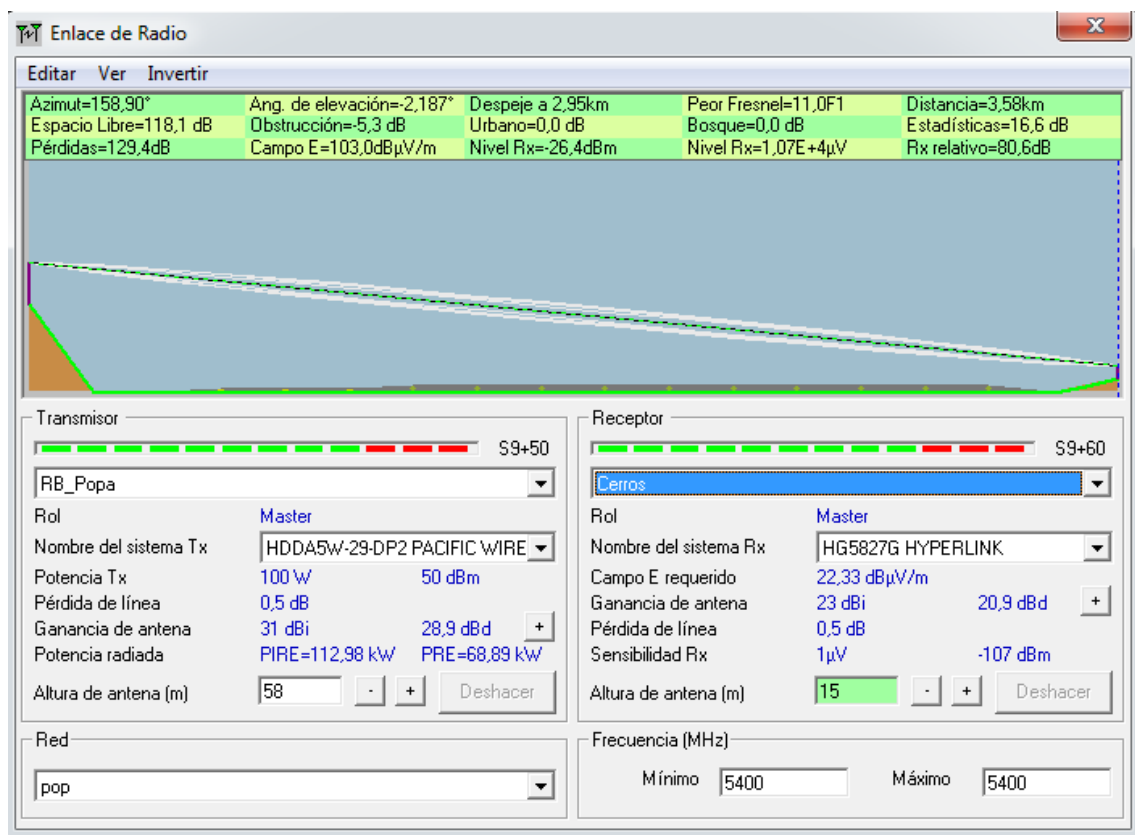 Enlace de Radio
Editar Ver Invertir
Azimut=158,90° Ang. de elevación=-2,187° Despeje a 2,95km Peor Fresnel=11,0F1 Distancia=3,58km
Espacio Libre=118,1 dB Obstrucción=-5,3 dB Urbano=0,0 dB Bosque=0,0 dB Estadísticas=16,6 dB
Pérdidas=129,4dB Campo E=103,0dBµV/m Nivel Rx=-26,4dBm Nivel Rx=1,07E+4µV Rx relativo=80,6dB
Transmisor
S9+50
RB_Popa
Rol Master
Nombre del sistema Tx HDDA5W-29-DP2 PACIFIC WIRE
Potencia Tx 100 W 50 dBm
Pérdida de línea 0,5 dB
Ganancia de antena 31 dBi 28,9 dBd +
Potencia radiada PIRE=112,98 kW PRE=68,89 kW
Altura de antena (m) 58 - + Deshacer
Red
pop
Receptor
S9+60
Cerros
Rol Master
Nombre del sistema Rx HG5827G HYPERLINK
Campo E requerido 22,33 dBµV/m
Ganancia de antena 23 dBi 20,9 dBd +
Pérdida de línea 0,5 dB
Sensibilidad Rx 1µV -107 dBm
Altura de antena (m) 15 - + Deshacer
Frecuencia (MHz)
Mínimo 5400 Máximo 5400